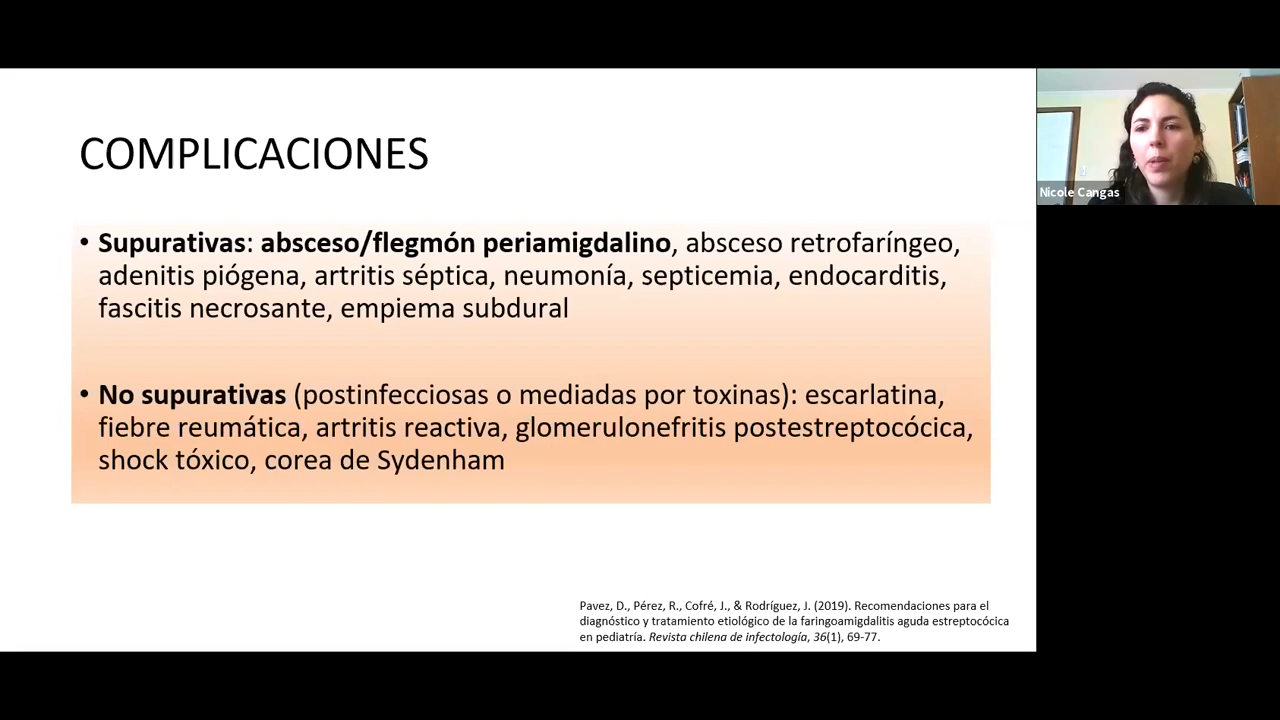 COMPLICACIONES
• Supurativas: absceso/flegmón periamigdalino, absceso retrofaríngeo,
adenitis piógena, artritis séptica, neumonía, septicemia, endocarditis,
fascitis necrosante, empiema subdural
• No supurativas (postinfecciosas o mediadas por toxinas): escarlatina,
fiebre reumática, artritis reactiva, glomerulonefritis postestreptocócica,
shock tóxico, corea de Sydenham
Pavez, D., Pérez, R., Cofré, J., & Rodríguez, J. (2019). Recomendaciones para el
diagnóstico y tratamiento etiológico de la faringoamigdalitis aguda estreptocócica
en pediatría. Revista chilena de infectología, 36(1), 69-77.
Nicole Cangas